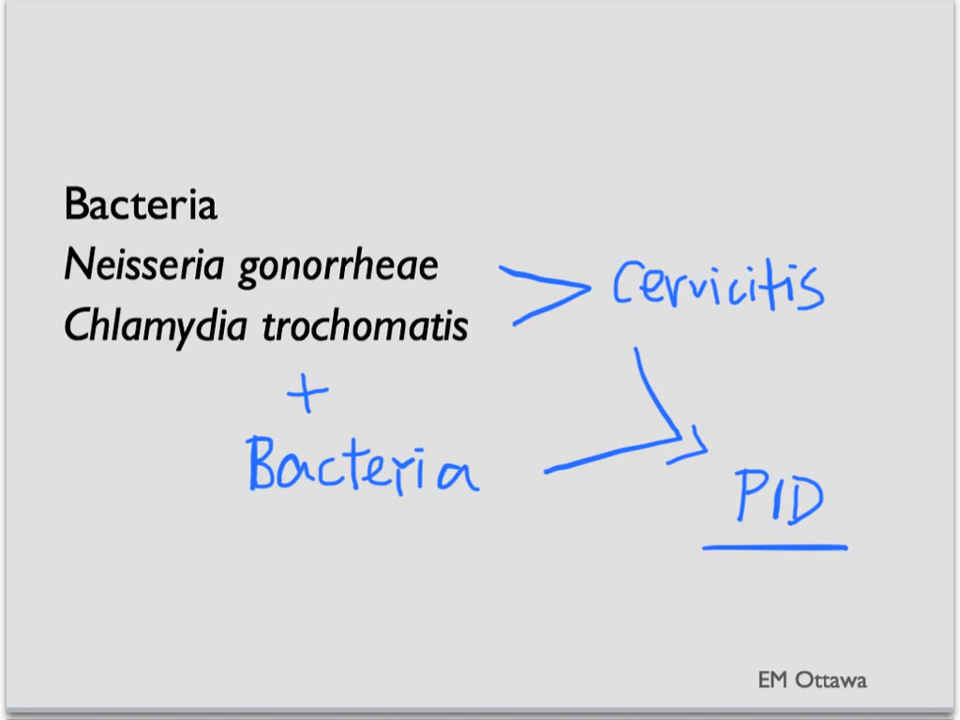 Bacteria
Neisseria gonorrheae
Chlamydia trochomatis
Cervicitis
+
Bacteria
PID
EM Ottawa